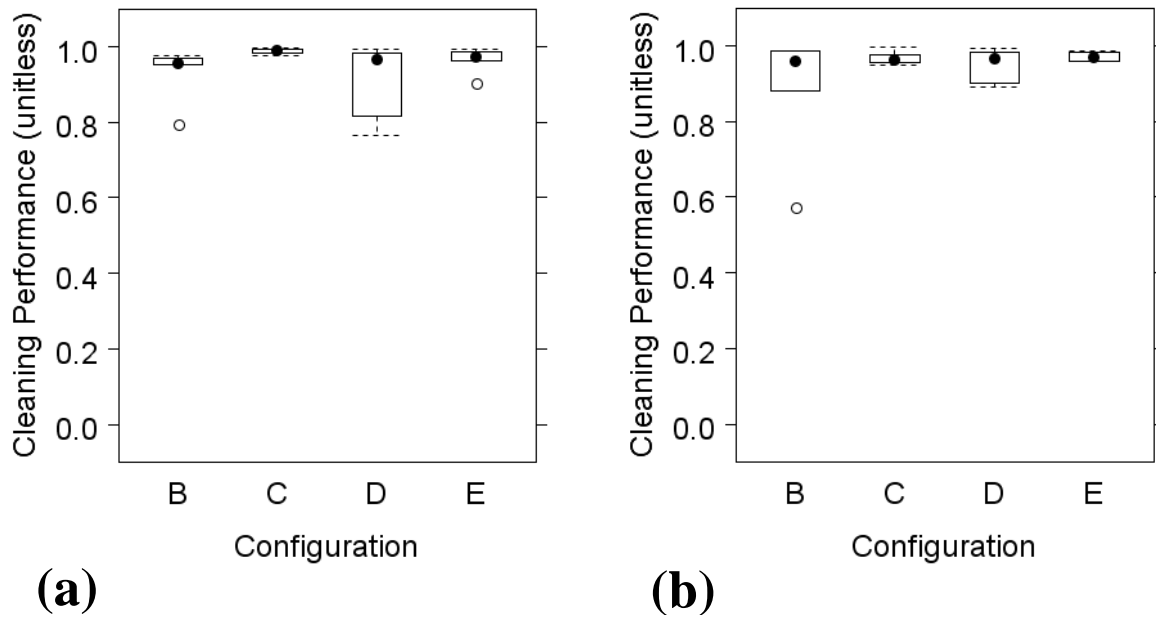 Cleaning Performance (unitless)
1.0
0.8
0.6
0.4
0.2
0.0
B C D E
Configuration
(a)
Cleaning Performance (unitless)
1.0
0.8
0.6
0.4
0.2
0.0
B C D E
Configuration
(b)